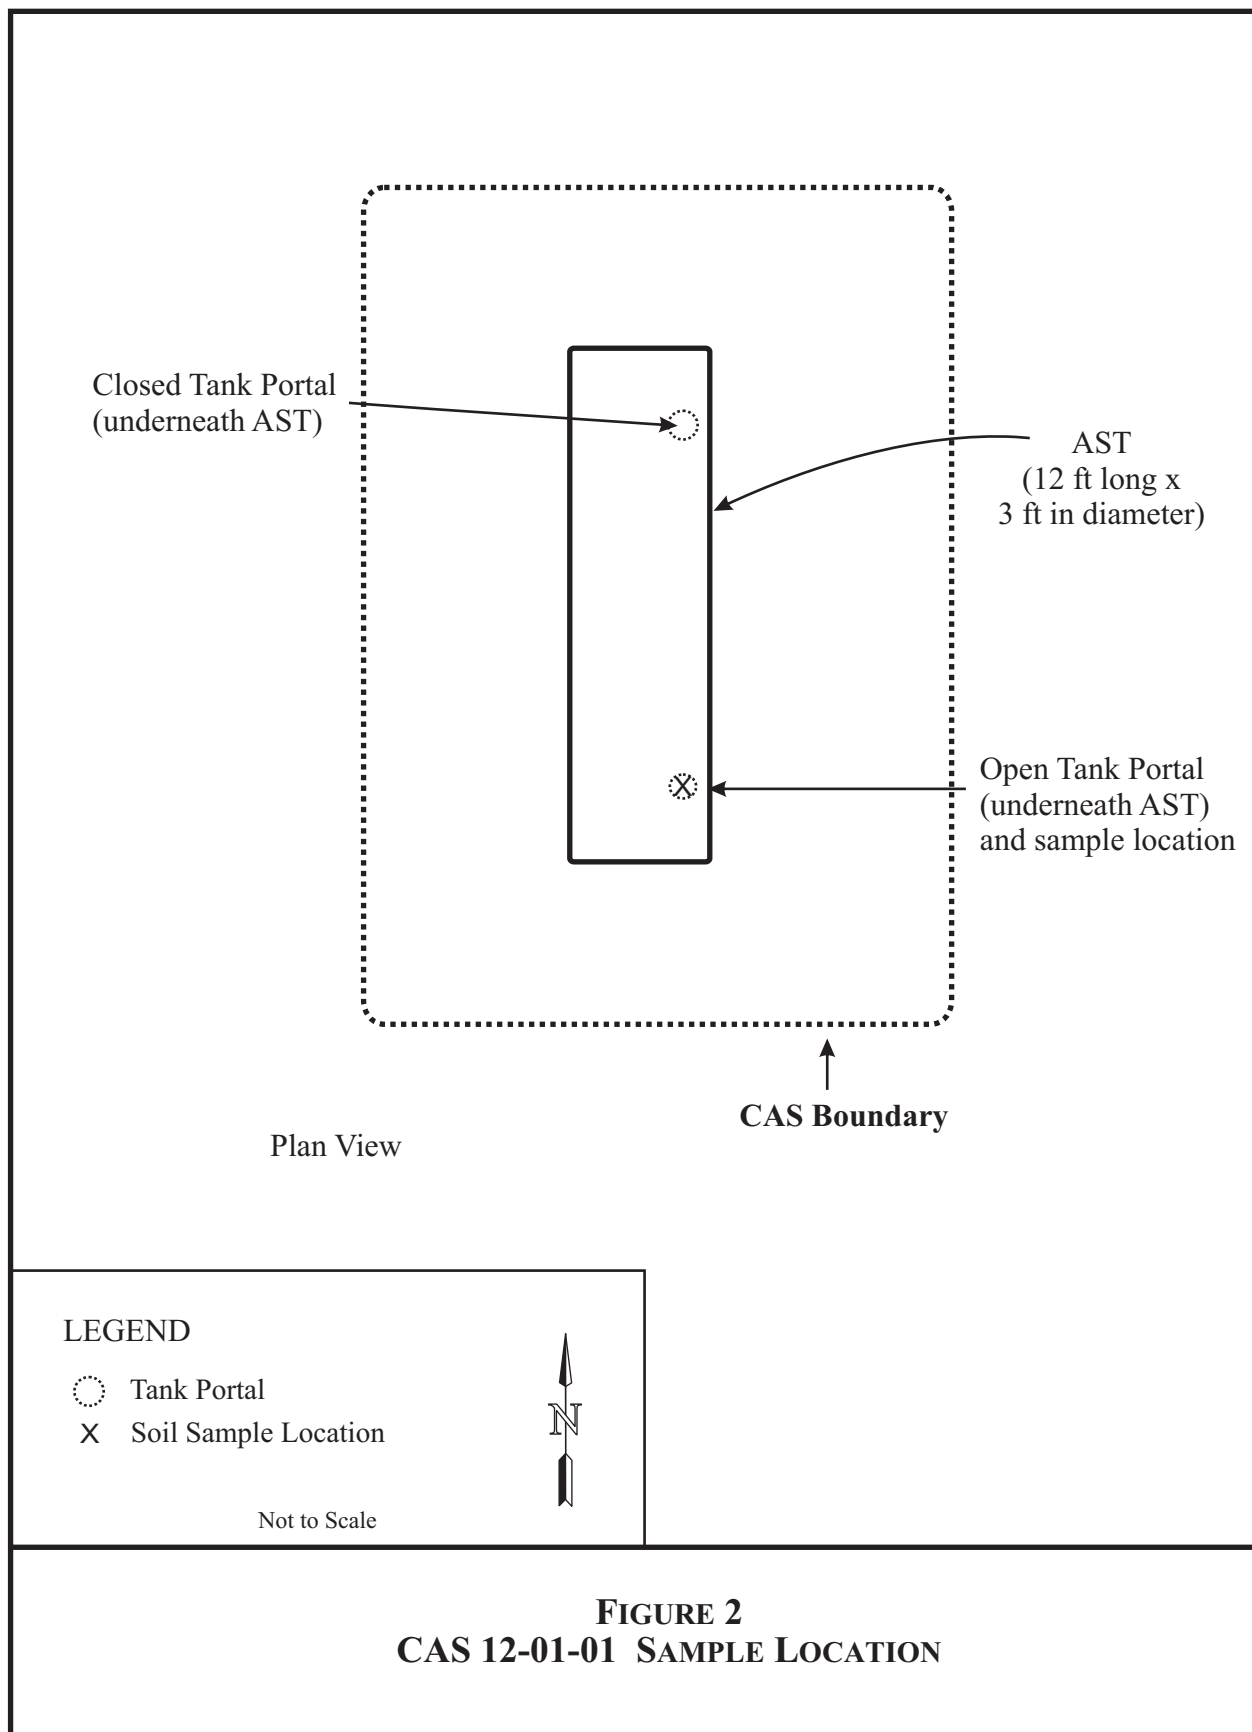 Closed Tank Portal
(underneath AST)
AST
(12 ft long x
3 ft in diameter)
X
Open Tank Portal
(underneath AST)
and sample location
CAS Boundary
Plan View
LEGEND
Tank Portal
X Soil Sample Location
N
Not to Scale
FIGURE 2
CAS 12-01-01 SAMPLE LOCATION